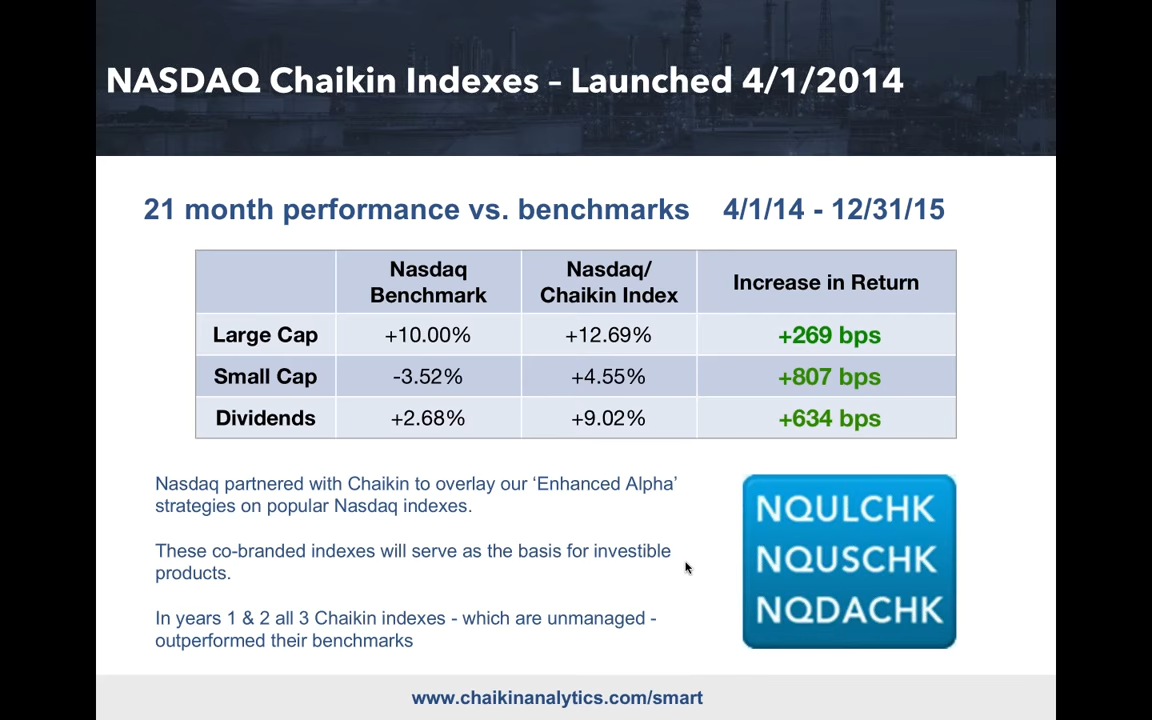 NASDAQ Chaikin Indexes – Launched 4/1/2014
21 month performance vs. benchmarks 4/1/14 - 12/31/15
Nasdaq Benchmark Nasdaq/ Chaikin Index Increase in Return
Large Cap +10.00% +12.69% +269 bps
Small Cap -3.52% +4.55% +807 bps
Dividends +2.68% +9.02% +634 bps
Nasdaq partnered with Chaikin to overlay our ‘Enhanced Alpha’
strategies on popular Nasdaq indexes.
These co-branded indexes will serve as the basis for investible
products.
In years 1 & 2 all 3 Chaikin indexes - which are unmanaged -
outperformed their benchmarks
NQULCHK
NQUSCHK
NQDACHK
www.chaikinanalytics.com/smart